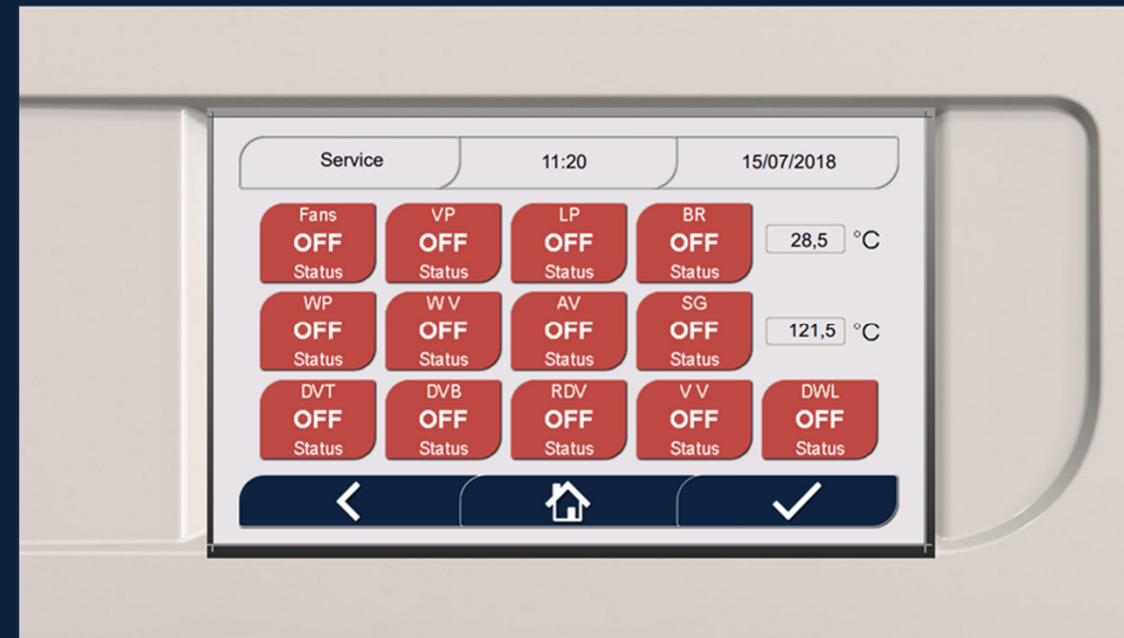 Service 11:20 15/07/2018
Fans VP LP BR
OFF OFF OFF OFF 28,5 °C
Status Status Status Status
WP WV AV SG
OFF OFF OFF OFF 121,5 °C
Status Status Status Status
DVT DVB RDV VV DWL
OFF OFF OFF OFF OFF
Status Status Status Status Status